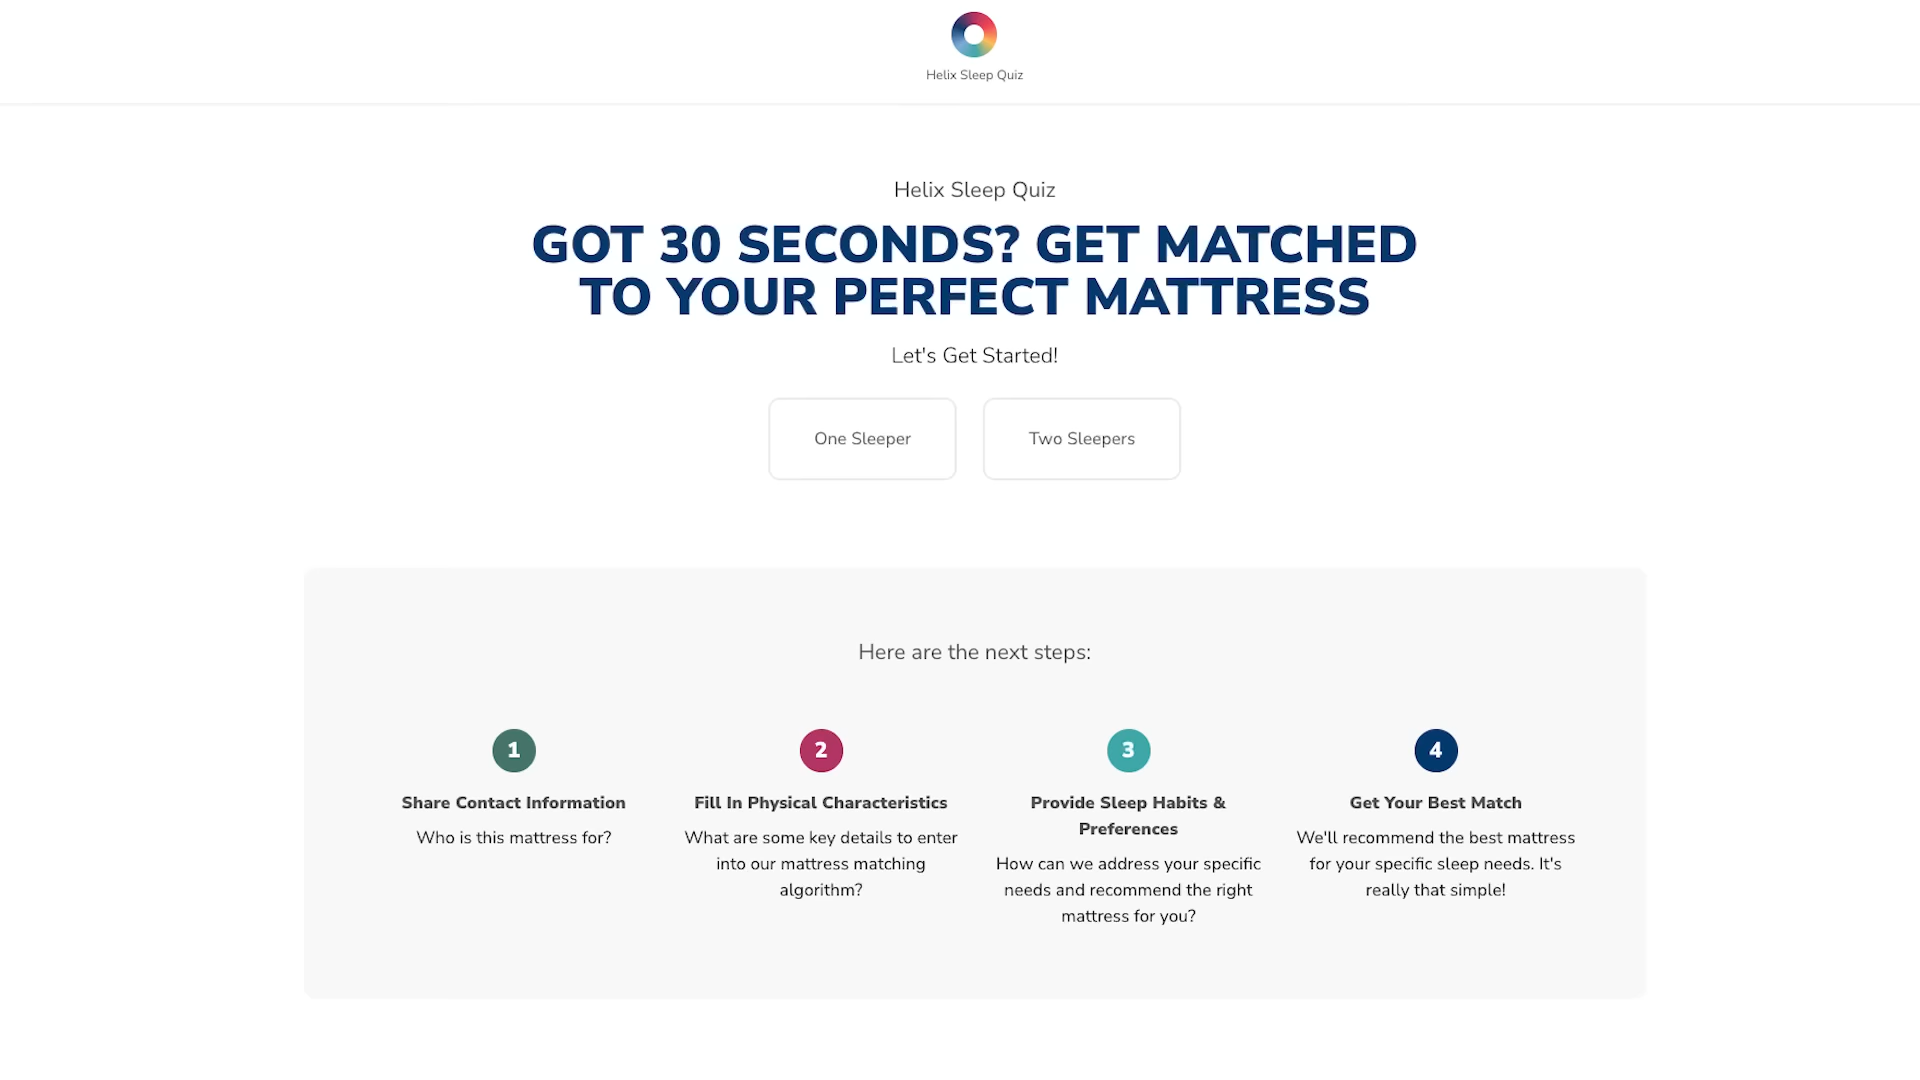 Helix Sleep Quiz
Helix Sleep Quiz
GOT 30 SECONDS? GET MATCHED
TO YOUR PERFECT MATTRESS
Let's Get Started!
One Sleeper
Two Sleepers
Here are the next steps:
1
Share Contact Information
Who is this mattress for?
2
Fill In Physical Characteristics
What are some key details to enter
into our mattress matching
algorithm?
3
Provide Sleep Habits &
Preferences
How can we address your specific
needs and recommend the right
mattress for you?
4
Get Your Best Match
We'll recommend the best mattress
for your specific sleep needs. It's
really that simple!